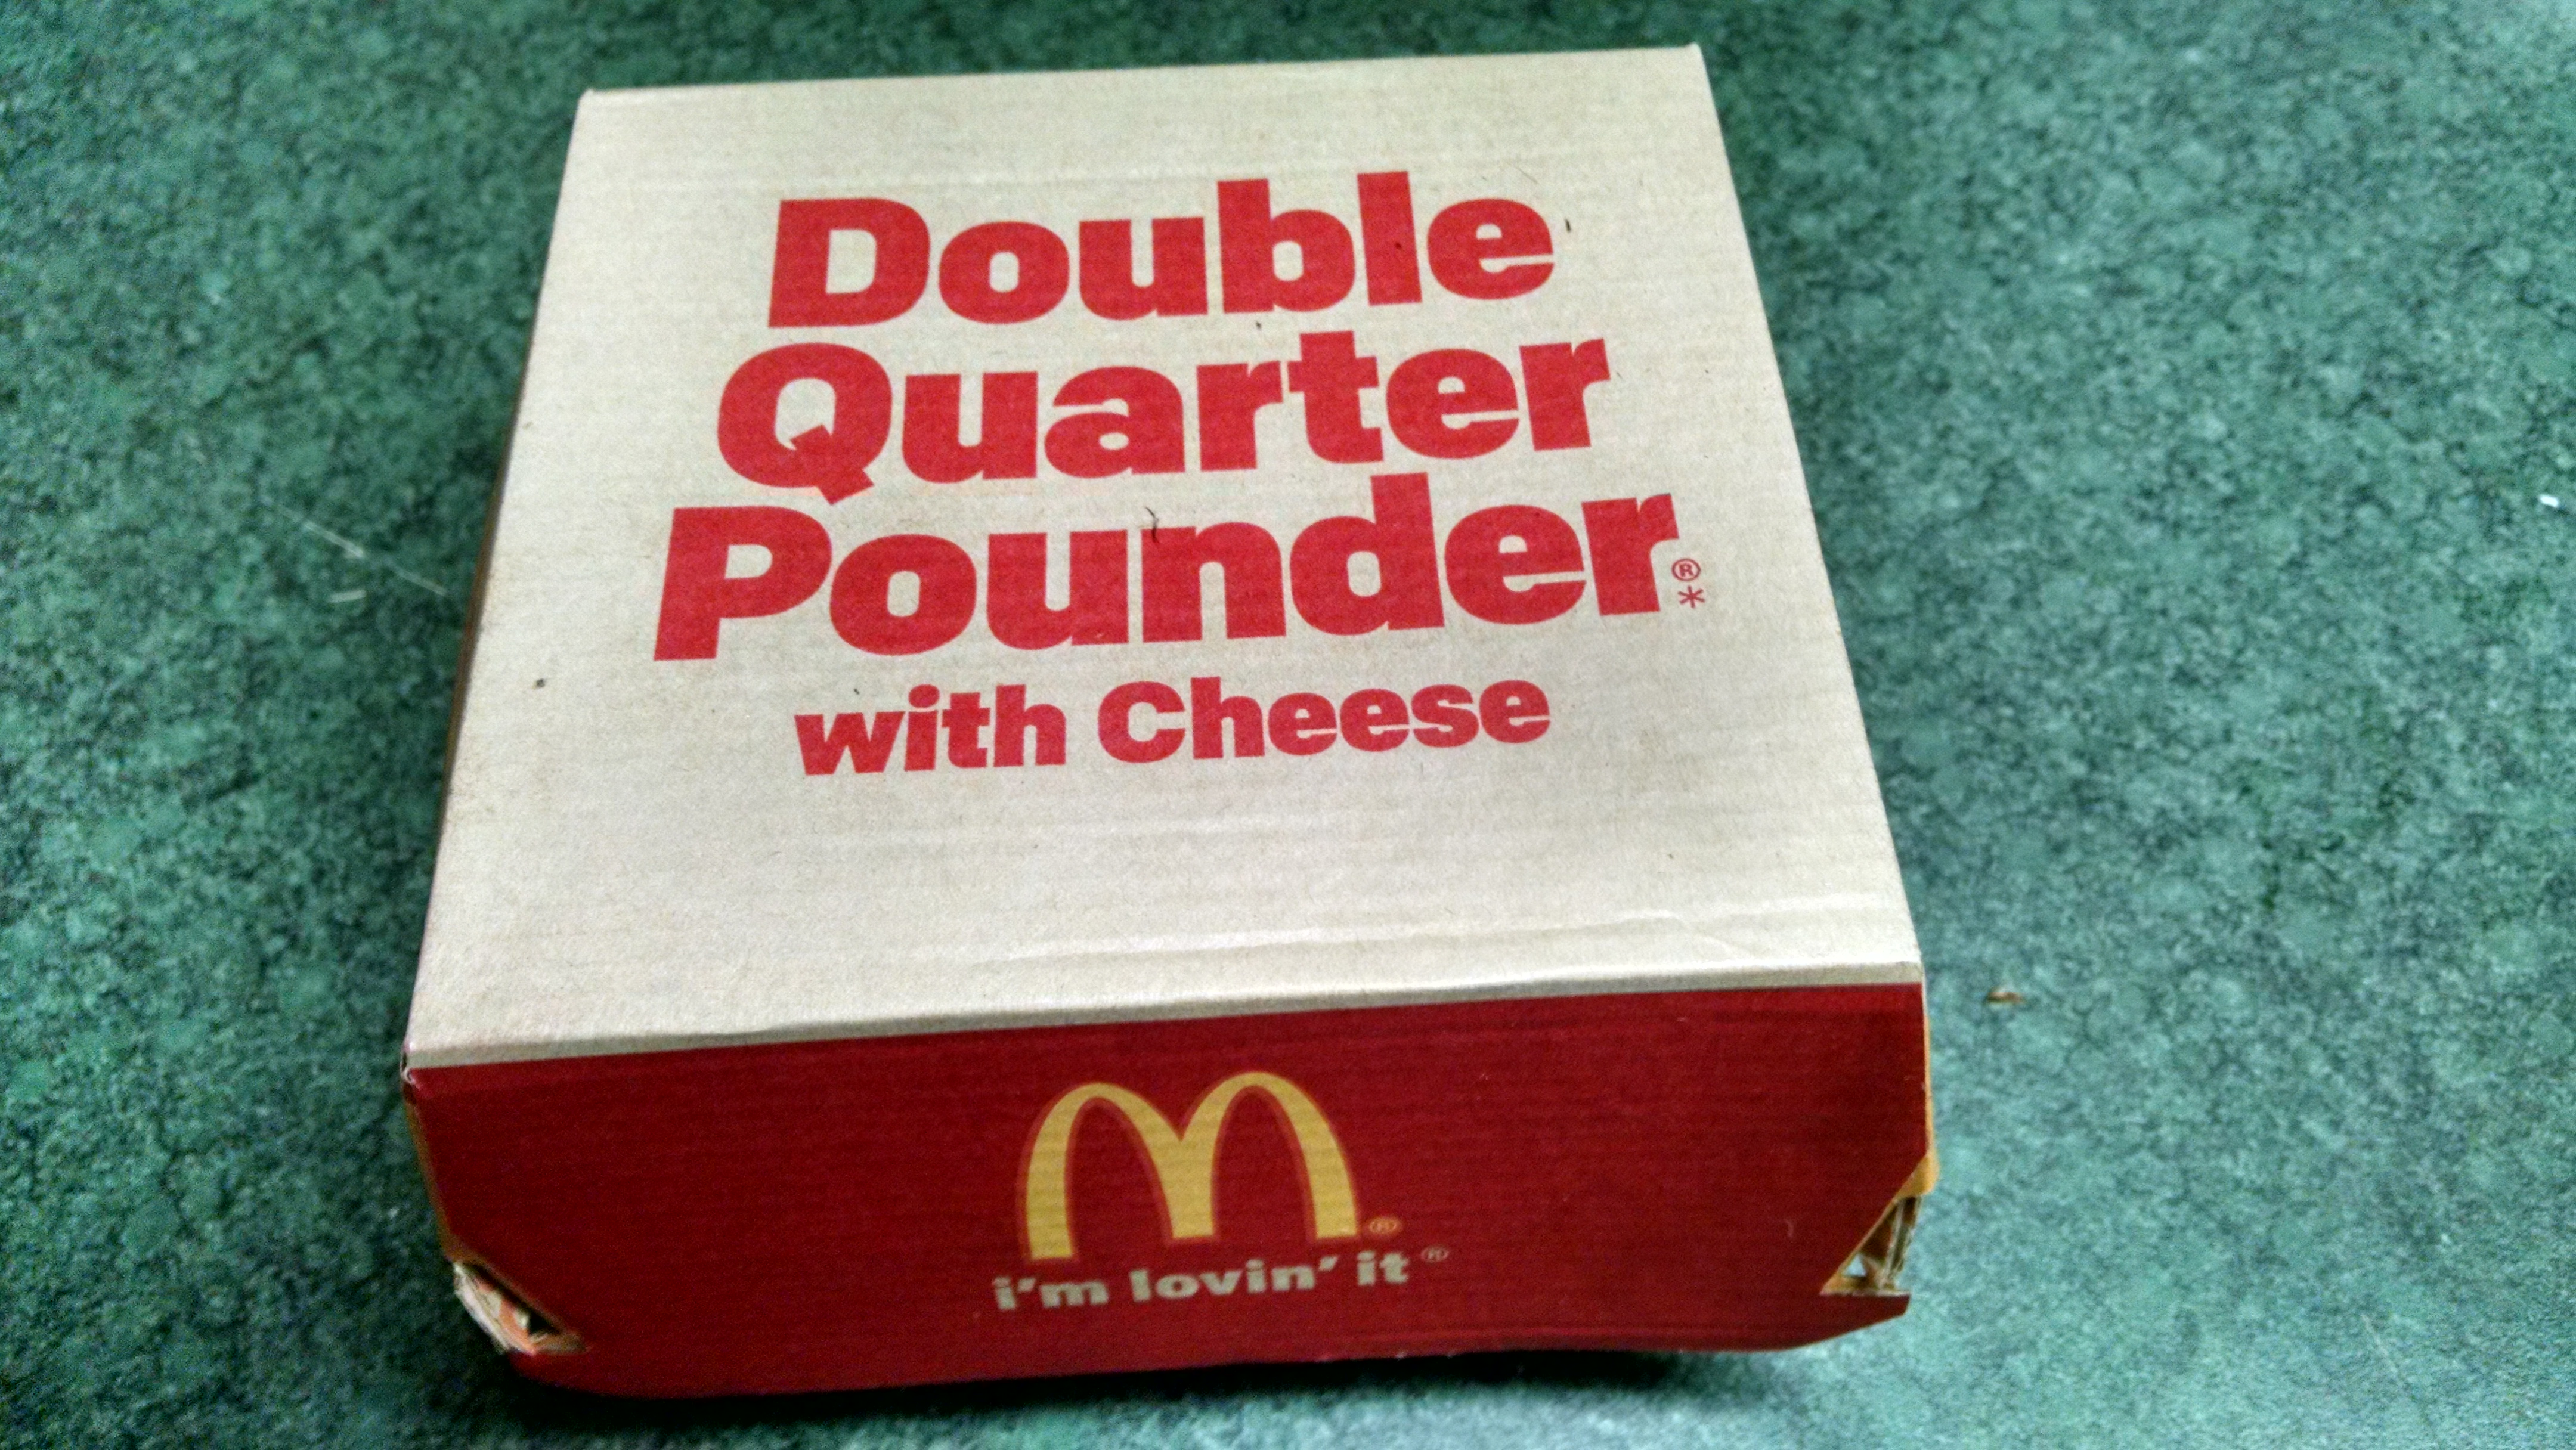 Double
Quarter
Pounder®*
with Cheese
M®
i'm lovin' it®